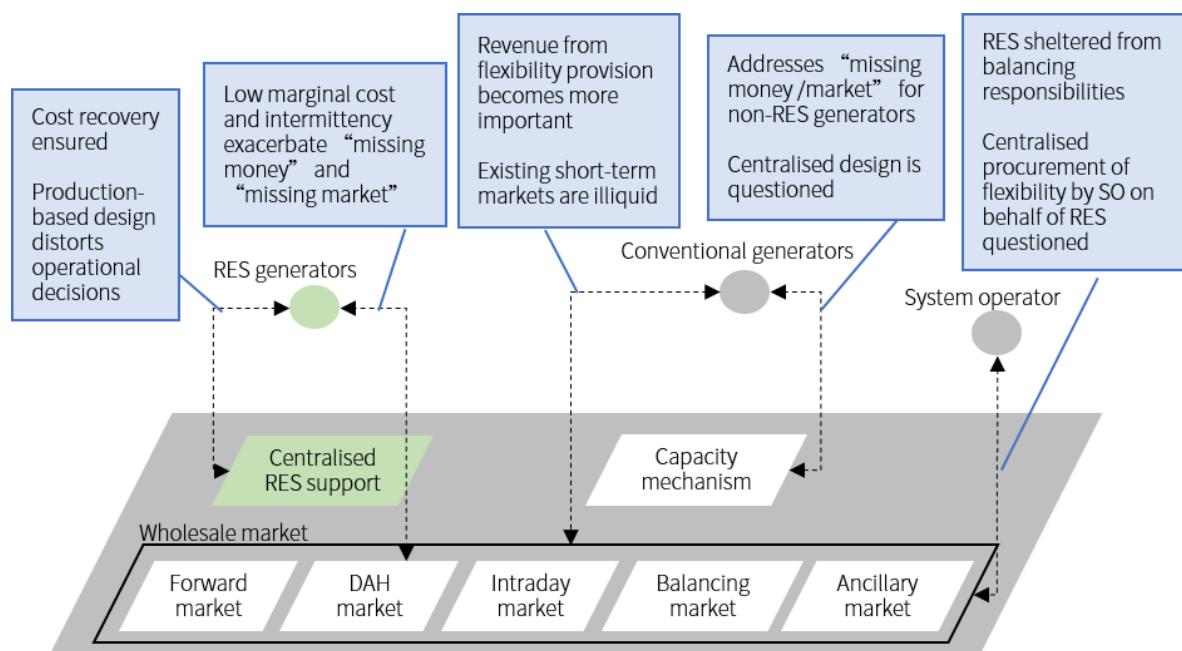 Cost recovery
ensured
Production-
based design
distorts
operational
decisions
Low marginal cost
and intermittency
exacerbate “missing
money” and
“missing market”
Revenue from
flexibility provision
becomes more
important
Existing short-term
markets are illiquid
Addresses “missing
money /market” for
non-RES generators
Centralised design is
questioned
RES sheltered from
balancing
responsibilities
Centralised
procurement of
flexibility by SO on
behalf of RES
questioned
RES generators
Conventional generators
System operator
Centralised
RES support
Capacity
mechanism
Wholesale market
Forward
market
DAH
market
Intraday
market
Balancing
market
Ancillary
market